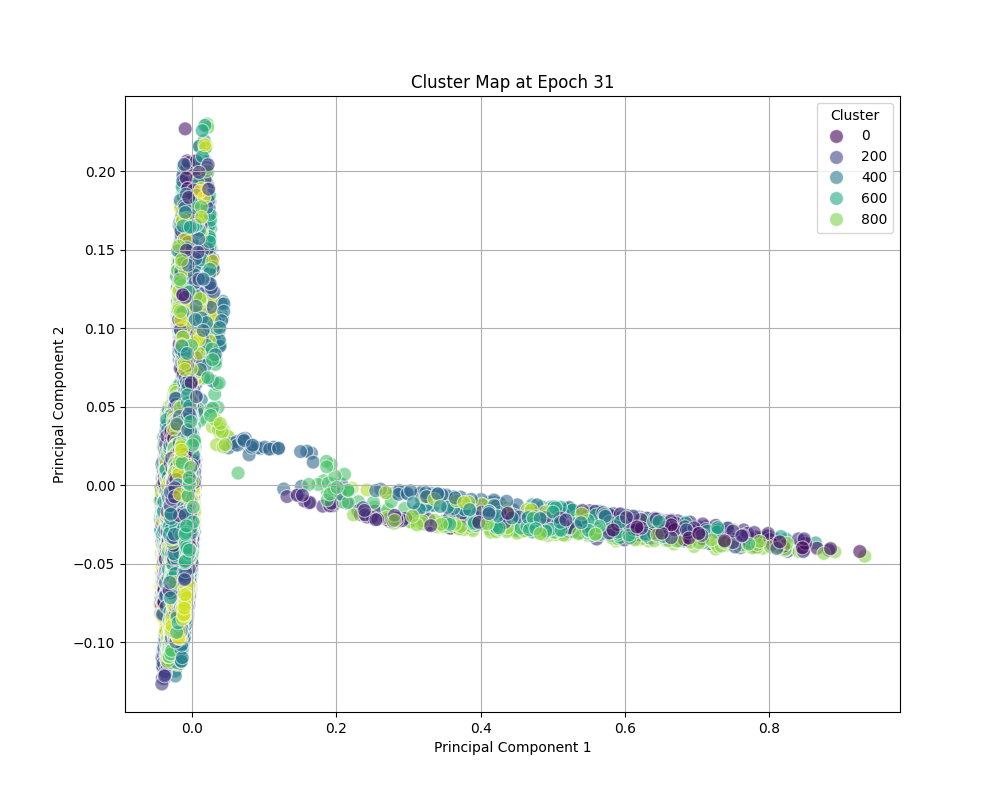 Cluster Map at Epoch 31
Cluster
0
200
400
600
800
Principal Component 2
0.20
0.15
0.10
0.05
0.00
−0.05
−0.10
0.0 0.2 0.4 0.6 0.8
Principal Component 1